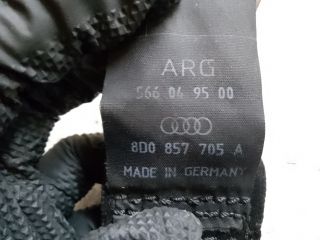 ARG
566 04 95 00
8D0 857 705 A
MADE IN GERMANY